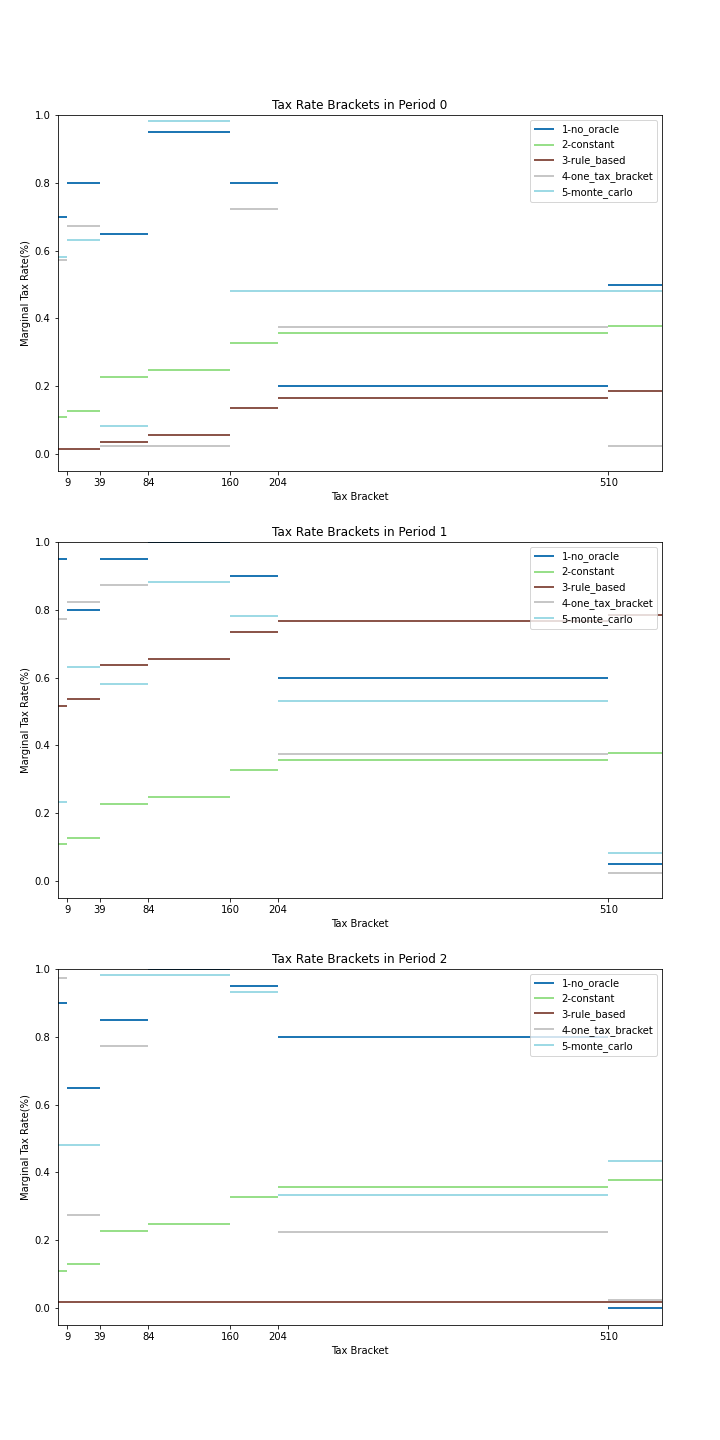 Tax Rate Brackets in Period 0
1.0
0.8
0.6
0.4
0.2
0.0
Marginal Tax Rate(%)
1-no_oracle
2-constant
3-rule_based
4-one_tax_bracket
5-monte_carlo
9 39 84 160 204 510
Tax Bracket
Tax Rate Brackets in Period 1
1.0
0.8
0.6
0.4
0.2
0.0
Marginal Tax Rate(%)
1-no_oracle
2-constant
3-rule_based
4-one_tax_bracket
5-monte_carlo
9 39 84 160 204 510
Tax Bracket
Tax Rate Brackets in Period 2
1.0
0.8
0.6
0.4
0.2
0.0
Marginal Tax Rate(%)
1-no_oracle
2-constant
3-rule_based
4-one_tax_bracket
5-monte_carlo
9 39 84 160 204 510
Tax Bracket